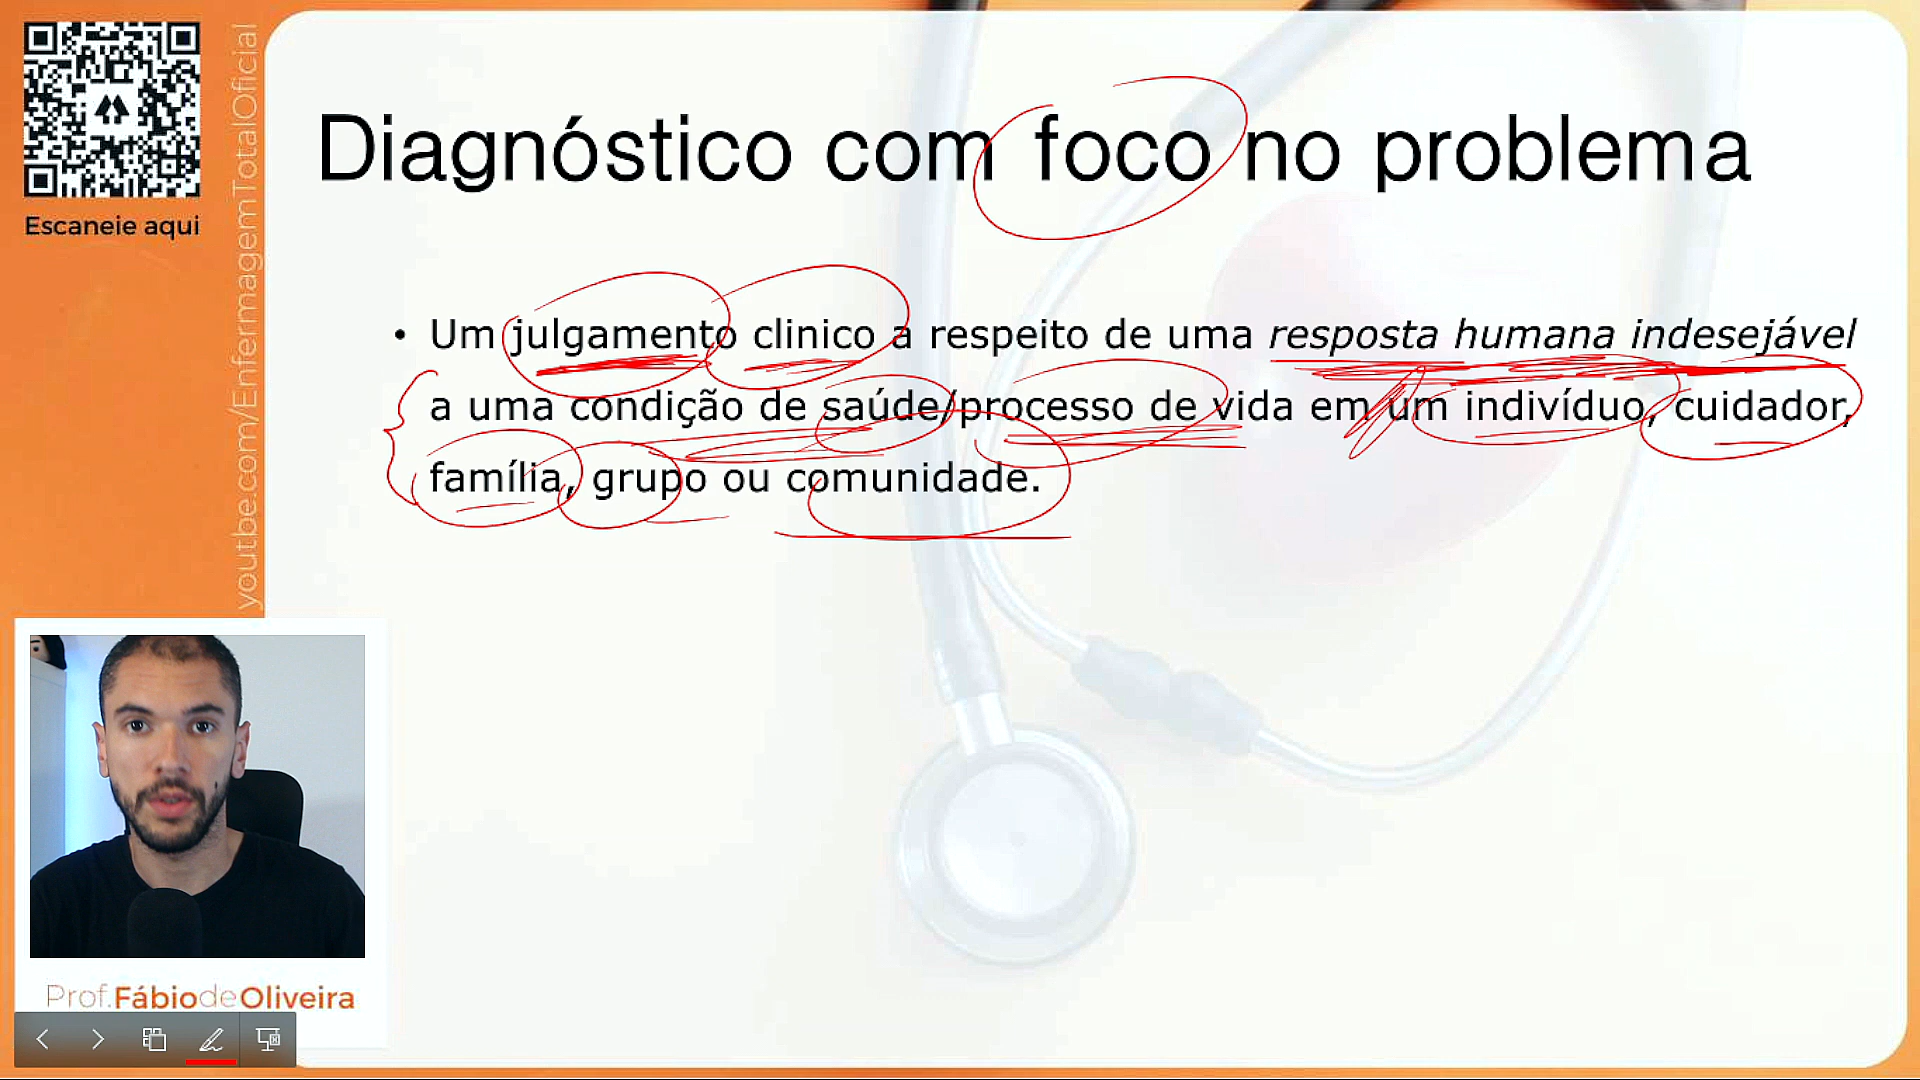 Diagnóstico com foco no problema
• Um julgamento clinico a respeito de uma resposta humana indesejável
a uma condição de saúde/processo de vida em um indivíduo, cuidador,
família, grupo ou comunidade.
Escaneie aqui
youtube.com/EnfermagemTotalOficial
Prof.FábiodeOliveira